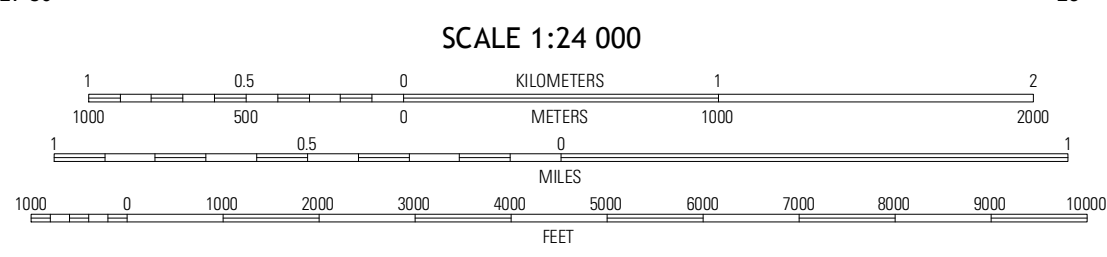 SCALE 1:24 000
1 0.5 0 KILOMETERS 1 2
1000 500 0 METERS 1000 2000
1 0.5 0 1
MILES
1000 0 1000 2000 3000 4000 5000 6000 7000 8000 9000 10000
FEET